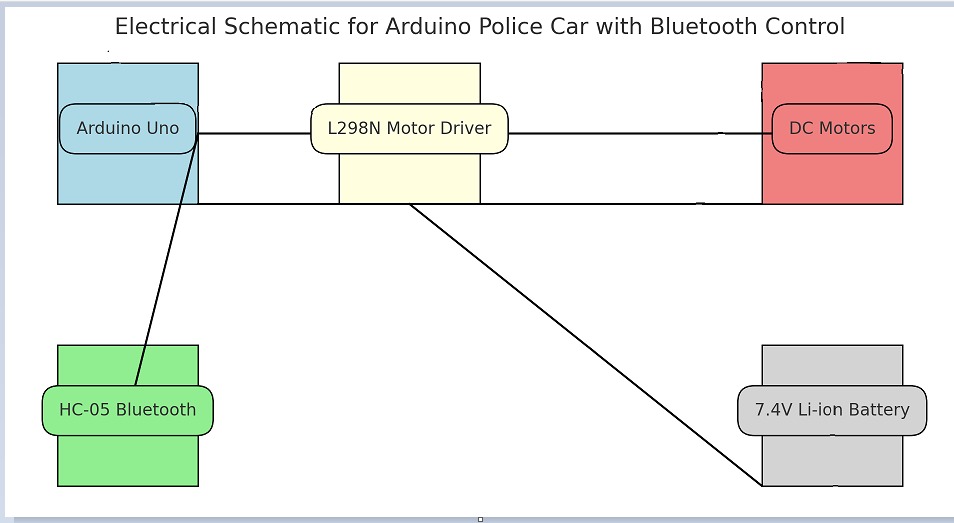 Electrical Schematic for Arduino Police Car with Bluetooth Control
Arduino Uno
L298N Motor Driver
DC Motors
HC-05 Bluetooth
7.4V Li-ion Battery